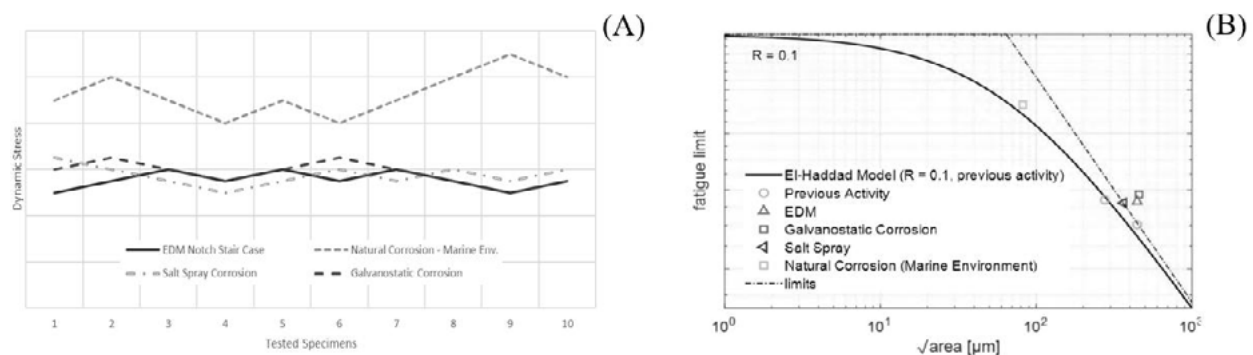 (A)
Dynamic Stress
EDM Notch Stair Case
Natural Corrosion - Marine Env.
Salt Spray Corrosion
Galvanostatic Corrosion
1 2 3 4 5 6 7 8 9 10
Tested Specimens
(B)
R = 0.1
fatigue limit
El-Haddad Model (R = 0.1, previous activity)
Previous Activity
EDM
Galvanostatic Corrosion
Salt Spray
Natural Corrosion (Marine Environment)
limits
10⁰ 10¹ 10² 10³
√area [µm]